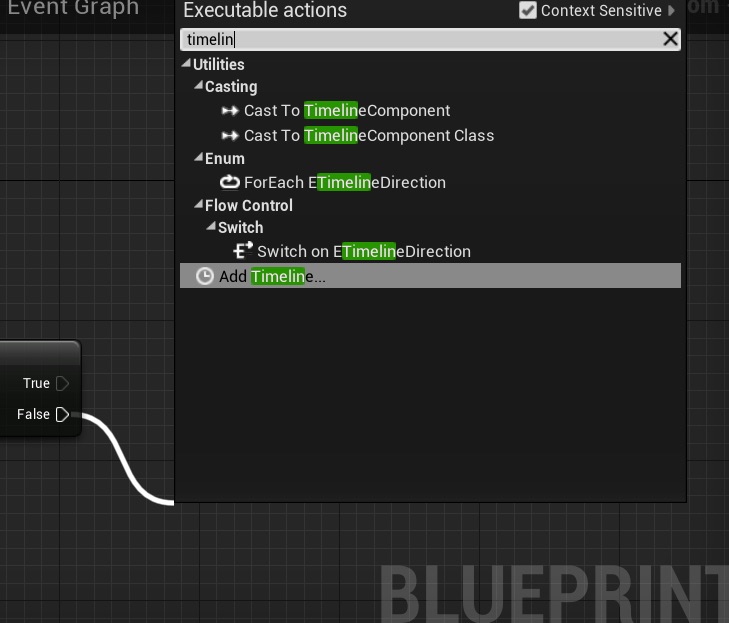 Event Graph
Executable actions
Context Sensitive
om
timelin
Utilities
Casting
Cast To TimelineComponent
Cast To TimelineComponent Class
Enum
ForEach ETimelineDirection
Flow Control
Switch
Switch on ETimelineDirection
Add Timeline...
True
False
BLUEPRINT